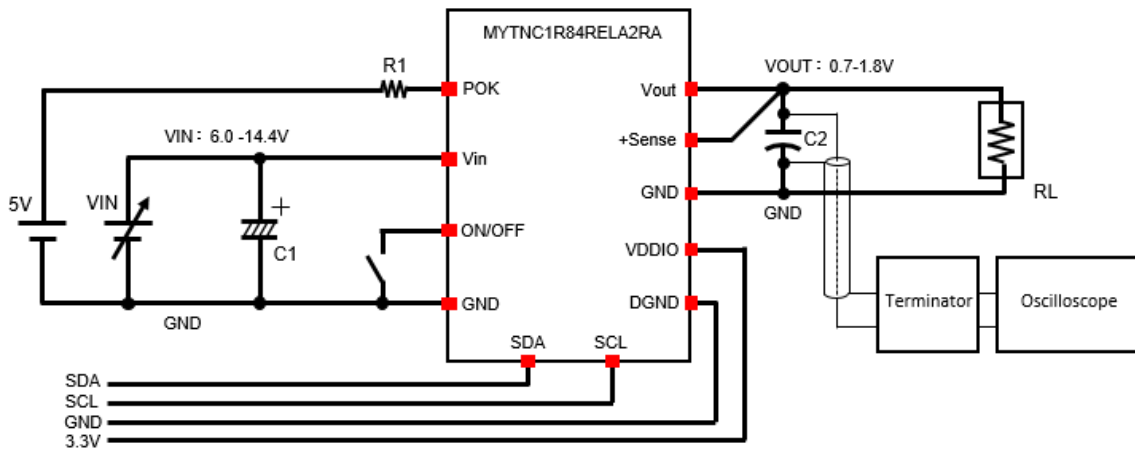 MYTNC1R84RELA2RA
R1
POK
Vout
VOUT : 0.7-1.8V
VIN : 6.0 -14.4V
+Sense
C2
Vin
5V
VIN
+
C1
GND
GND
RL
ON/OFF
VDDIO
GND
GND
DGND
Terminator
Oscilloscope
SDA
SCL
SDA
SCL
GND
3.3V